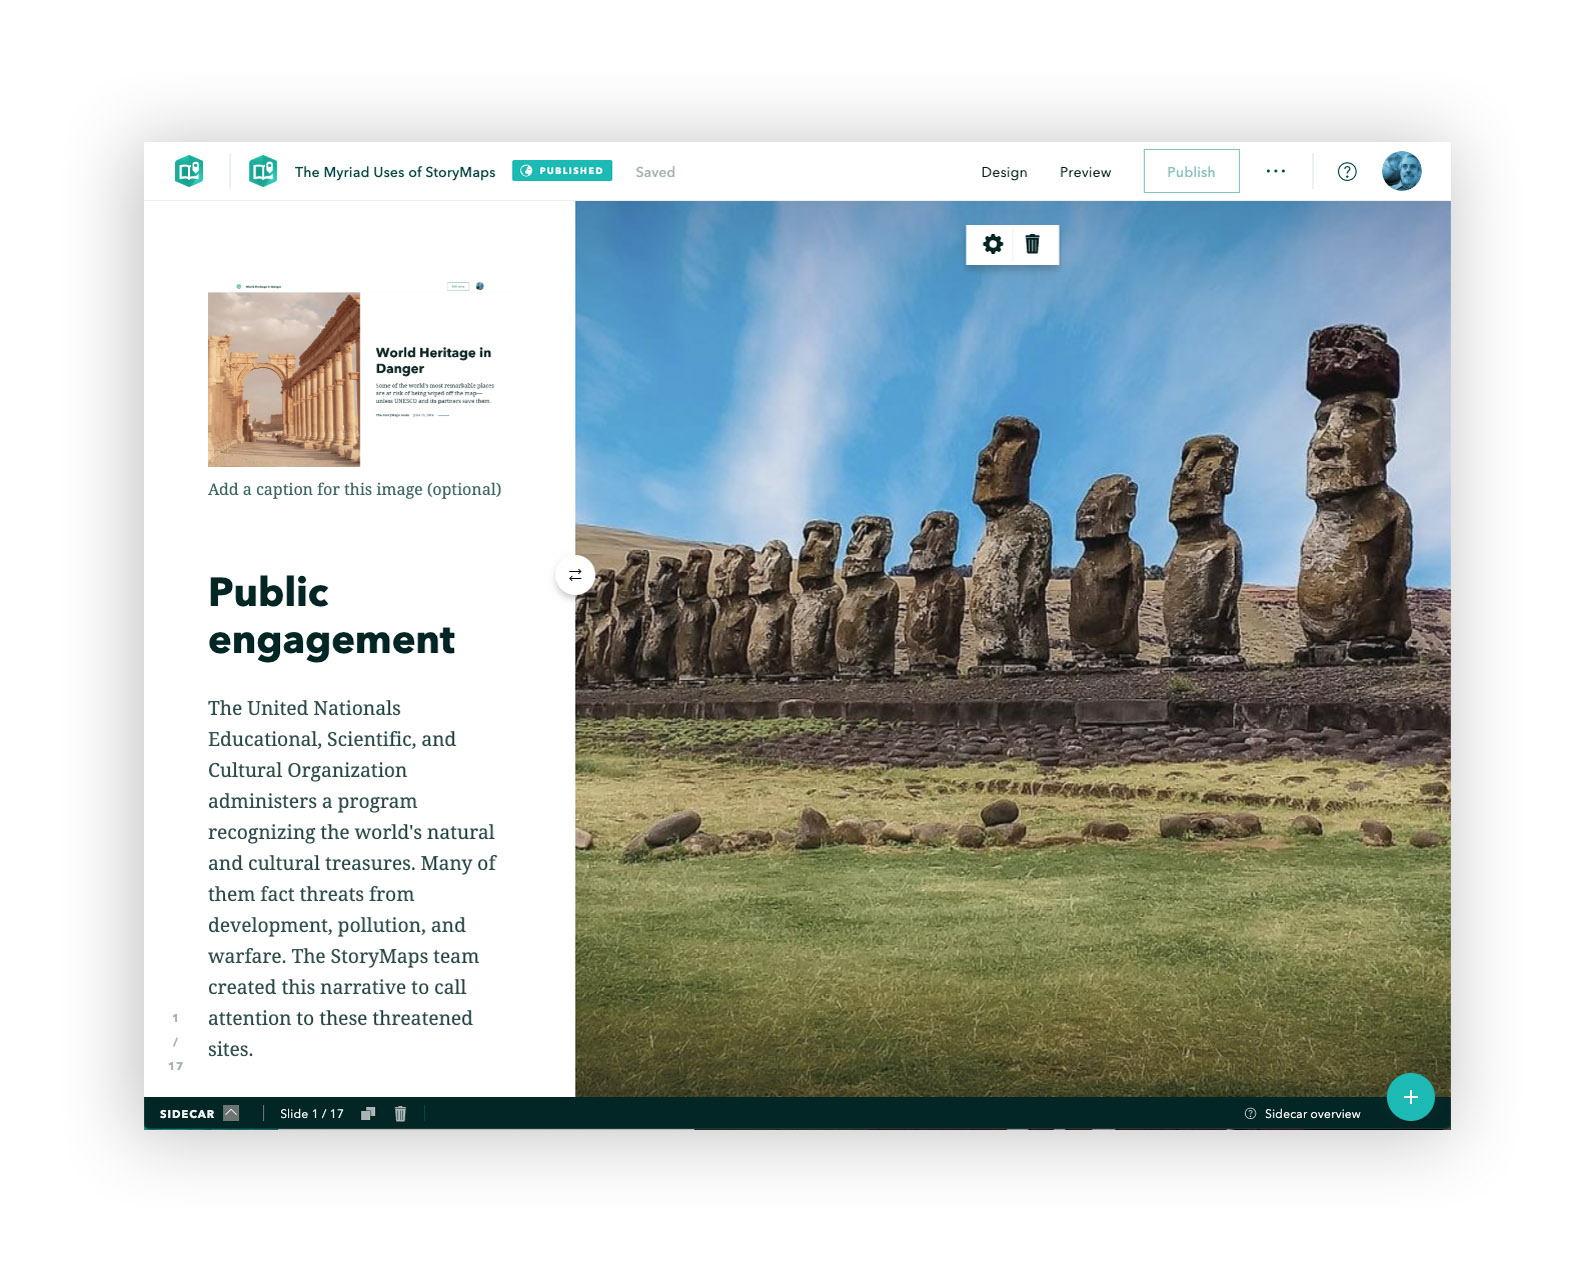 The Myriad Uses of StoryMaps
PUBLISHED
Saved
Design
Preview
Publish
World Heritage in Danger
World Heritage in
Danger
Some of the world's most remarkable places
are at risk of being wiped off the map—
unless UNESCO and its partners save them.
Add a caption for this image (optional)
Public
engagement
The United Nationals
Educational, Scientific, and
Cultural Organization
administers a program
recognizing the world's natural
and cultural treasures. Many of
them fact threats from
development, pollution, and
warfare. The StoryMaps team
created this narrative to call
attention to these threatened
sites.
1
/
17
SIDECAR
Slide 1 / 17
Sidecar overview